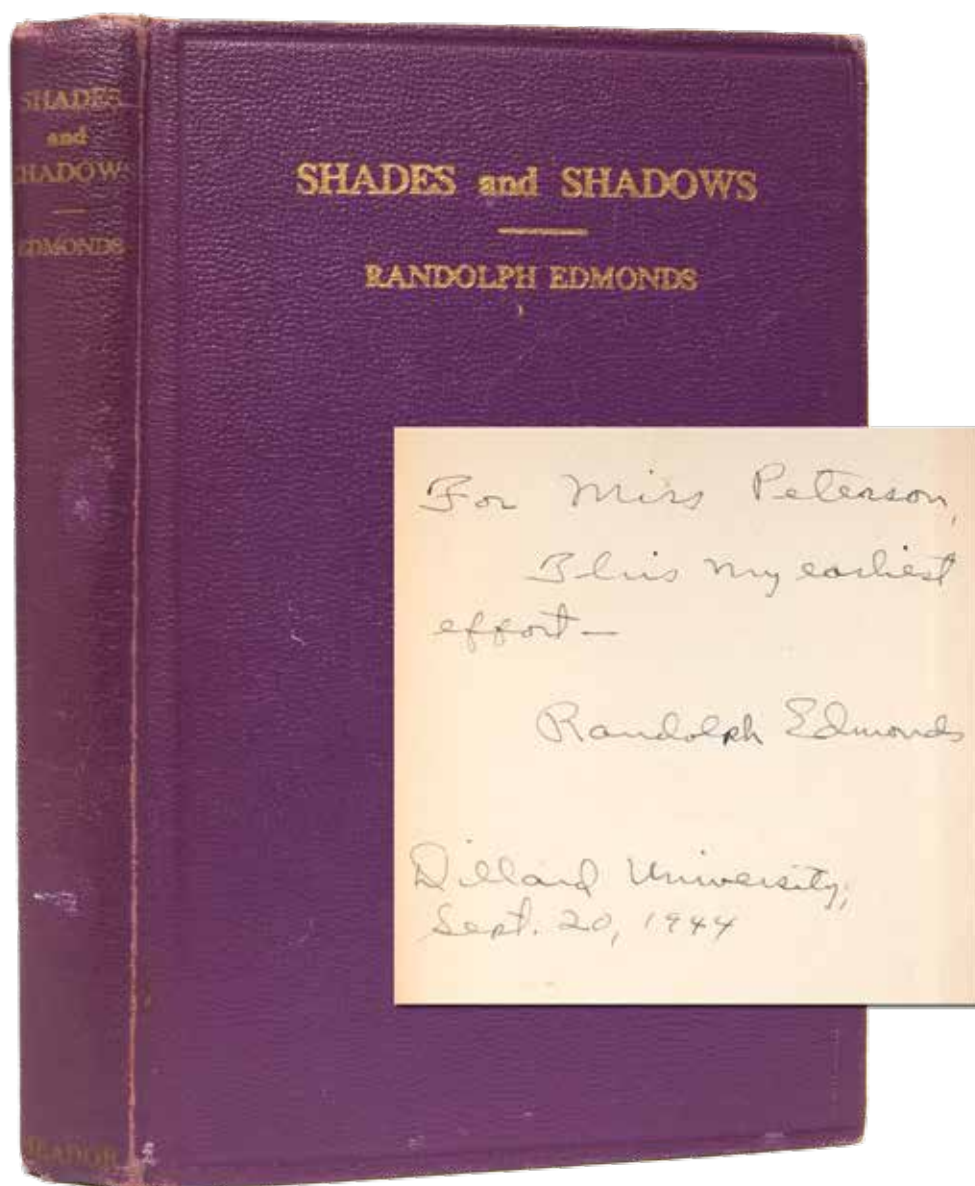 SHADES
and
SHADOWS
EDMONDS
MEADOR
SHADES and SHADOWS
RANDOLPH EDMONDS
For Miss Peterson,
This my earliest
effort—
Randolph Edmonds
Dillard University,
Sept. 20, 1944